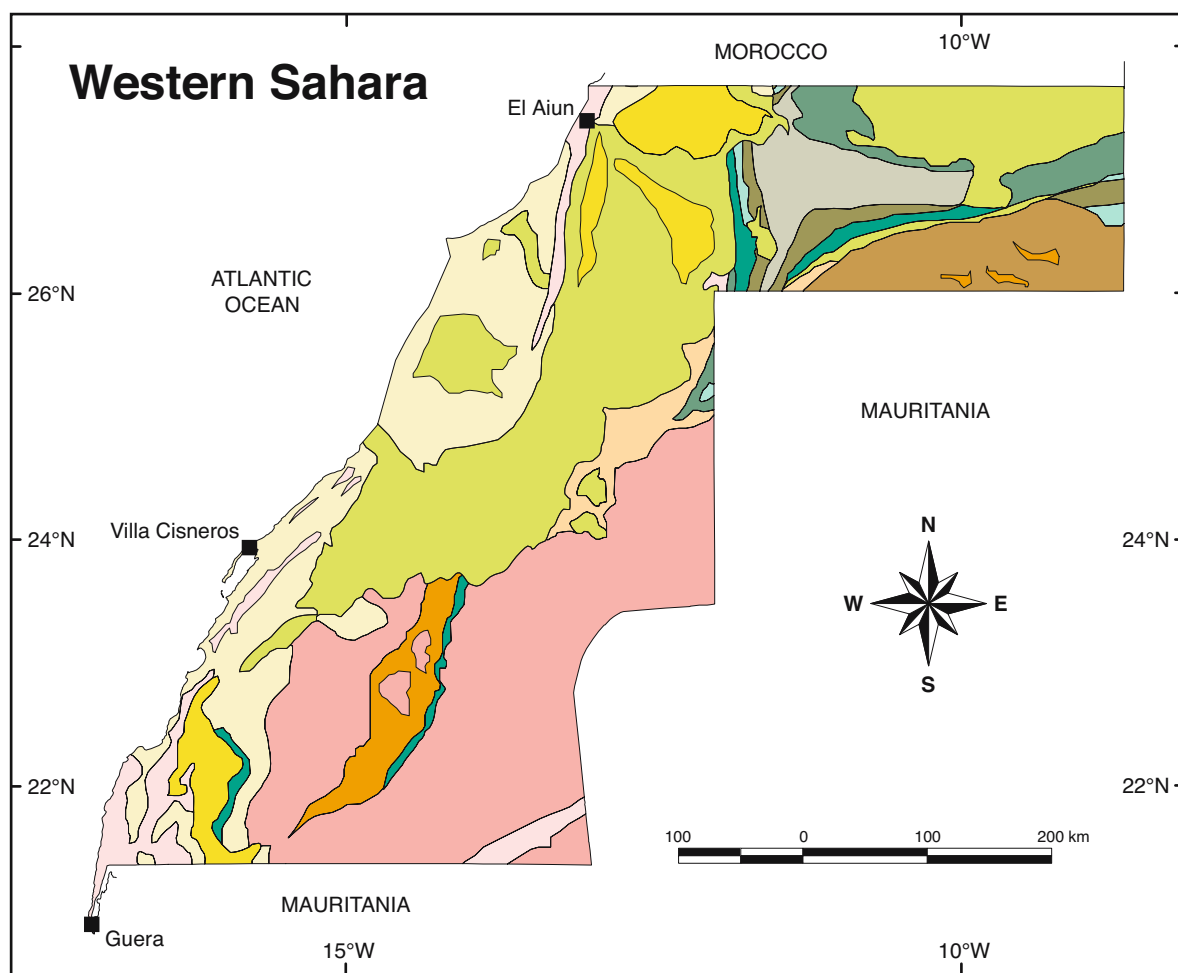 10°W
MOROCCO
Western Sahara
El Aiun
ATLANTIC
OCEAN
26°N
MAURITANIA
Villa Cisneros
24°N
24°N
N
W
E
S
22°N
22°N
100 0 100 200 km
MAURITANIA
Guera
15°W
10°W